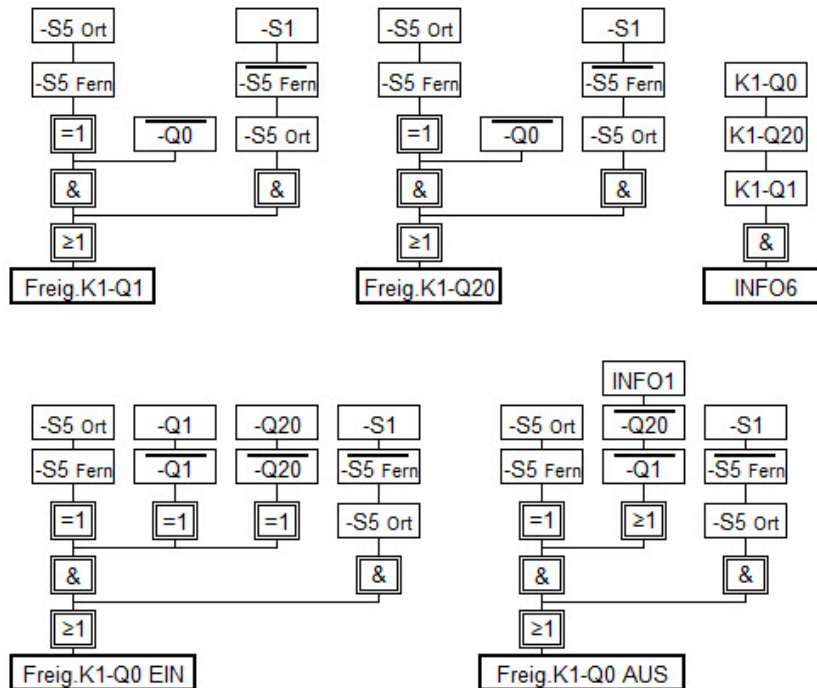 -S5 Ort -S1 -S5 Ort -S1
-S5 Fern -S5 Fern -S5 Fern -S5 Fern K1-Q0
=1 -Q0 -S5 Ort =1 -Q0 -S5 Ort K1-Q20
& & & & K1-Q1
≥1 ≥1 &
Freig.K1-Q1 Freig.K1-Q20 INFO6
INFO1
-S5 Ort -Q1 -Q20 -S1 -S5 Ort -Q20 -S1
-S5 Fern -Q1 -Q20 -S5 Fern -S5 Fern -Q1 -S5 Fern
=1 =1 =1 -S5 Ort =1 ≥1 -S5 Ort
& & & &
≥1 ≥1
Freig.K1-Q0 EIN Freig.K1-Q0 AUS